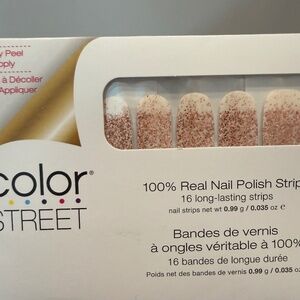 y Peel
pply
à Décoller
Appliquer
color®
STREET
100% Real Nail Polish Strip
16 long-lasting strips
nail strips net wt 0.99 g / 0.035 oz ℮
Bandes de vernis
à ongles véritable à 100%
16 bandes de longue durée
Poids net des bandes de vernis 0.99 g / 0.035 o